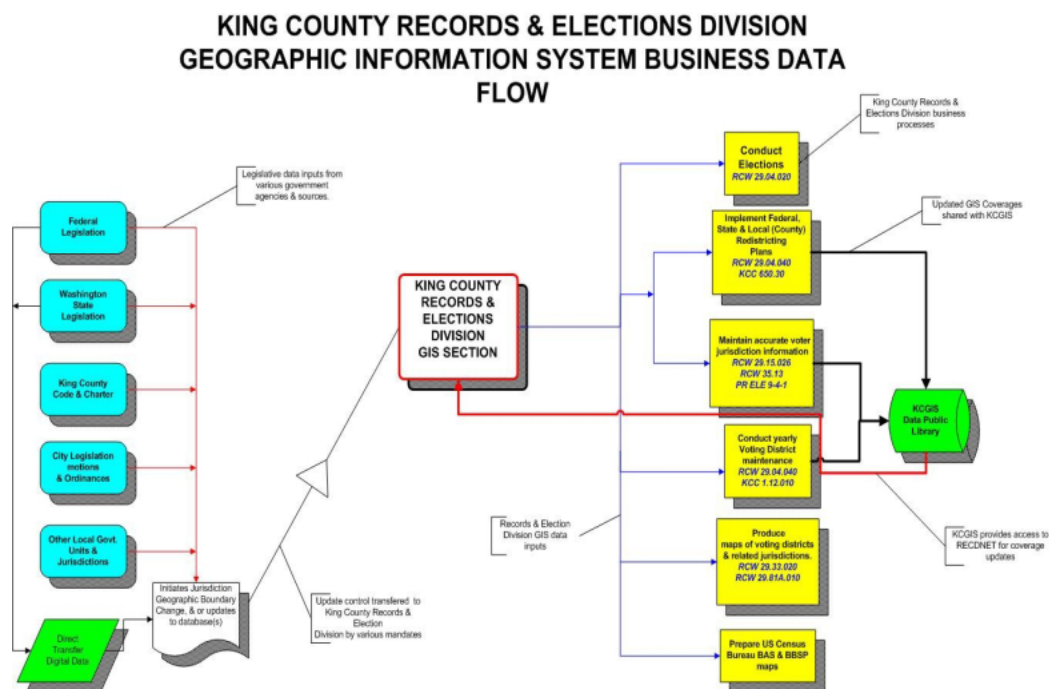 KING COUNTY RECORDS & ELECTIONS DIVISION
GEOGRAPHIC INFORMATION SYSTEM BUSINESS DATA
FLOW
Legislative data inputs from
various government
agencies & sources.
Federal
Legislation
Washington
State
Legislation
King County
Code & Charter
City Legislation
motions
& Ordinances
Other Local Govt.
Units &
Jurisdictions
Direct
Transfer
Digital Data
Initiates Jurisdiction
Geographic Boundary
Change, & or updates
to database(s)
Update control transfered to
King County Records &
Election
Division by various mandates
KING COUNTY
RECORDS &
ELECTIONS
DIVISION
GIS SECTION
Records & Election
Division GIS data
inputs
Conduct
Elections
RCW 29.04.020
King County Records &
Elections Division business
processes
Implement Federal,
State & Local (County)
Redistricting
Plans
RCW 29.04.040
KCC 650.30
Updated GIS Coverages
shared with KCGIS
Maintain accurate voter
jurisdiction information
RCW 29.15.026
RCW 35.13
PR ELE 9-4-1
KCGIS
Data Public
Library
Conduct yearly
Voting District
maintenance
RCW 29.04.040
KCC 1.12.010
KCGIS provides access to
RECDNET for coverage
updates
Produce
maps of voting districts
& related jurisdictions.
RCW 29.33.020
RCW 29.81A.010
Prepare US Census
Bureau BAS & BBSP
maps